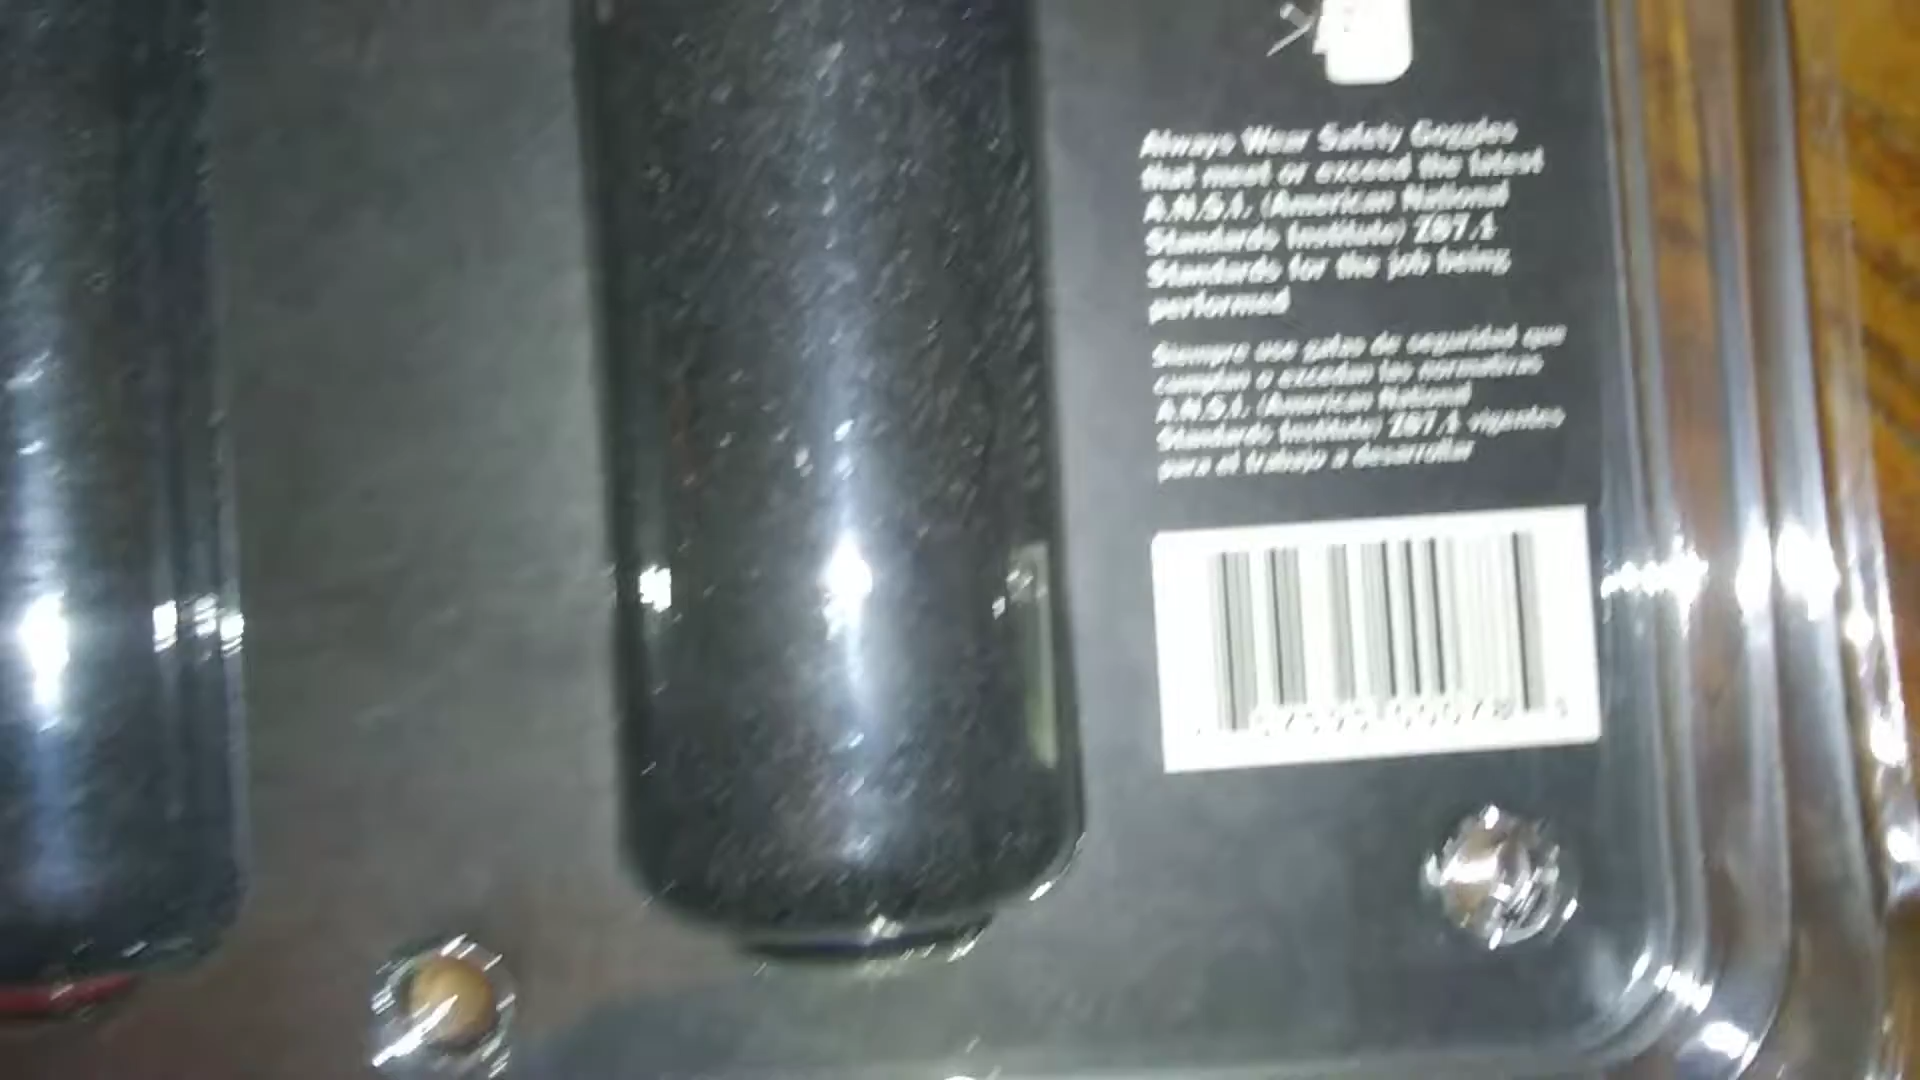 Always Wear Safety Goggles
that meet or exceed the latest
A.N.S.I. (American National
Standards Institute) Z87.1
Standards for the job being
performed
Siempre use gafas de seguridad que
cumplan o excedan las normativas
A.N.S.I. (American National
Standards Institute) Z87.1 vigentes
para el trabajo a desarrollar